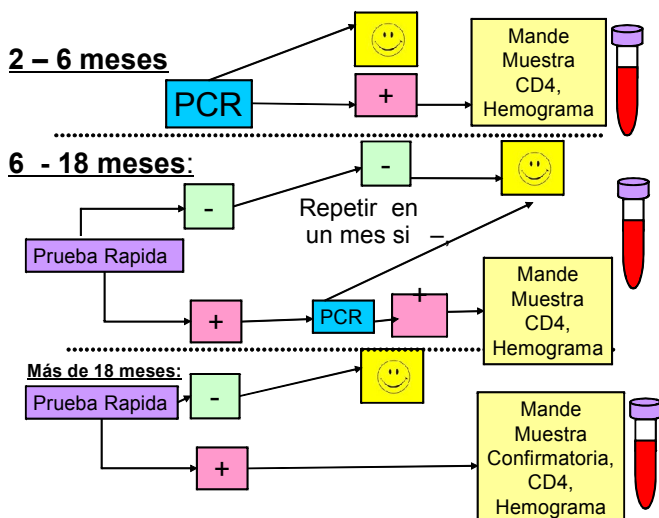 2 – 6 meses
PCR
+
Mande
Muestra
CD4,
Hemograma
6 - 18 meses:
-
-
Repetir en
un mes si –,
Prueba Rapida
+
PCR
+
Mande
Muestra
CD4,
Hemograma
Más de 18 meses:
Prueba Rapida
-
+
Mande
Muestra
Confirmatoria,
CD4,
Hemograma